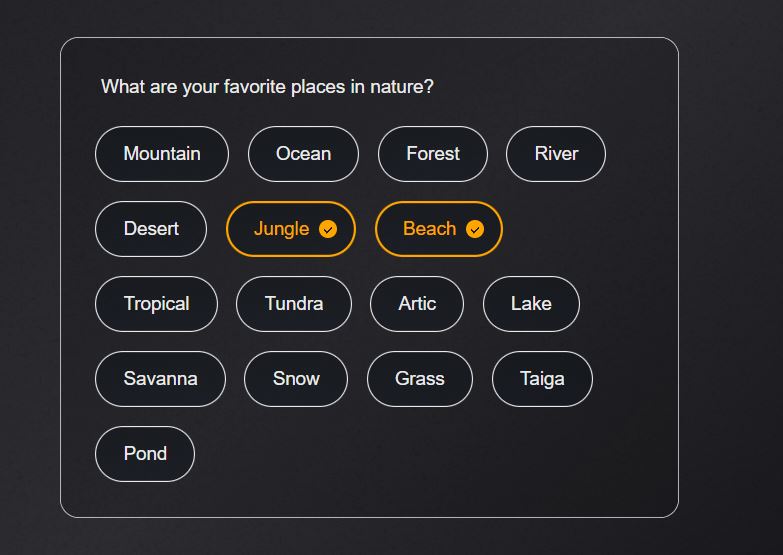 What are your favorite places in nature?
Mountain Ocean Forest River
Desert Jungle Beach
Tropical Tundra Artic Lake
Savanna Snow Grass Taiga
Pond